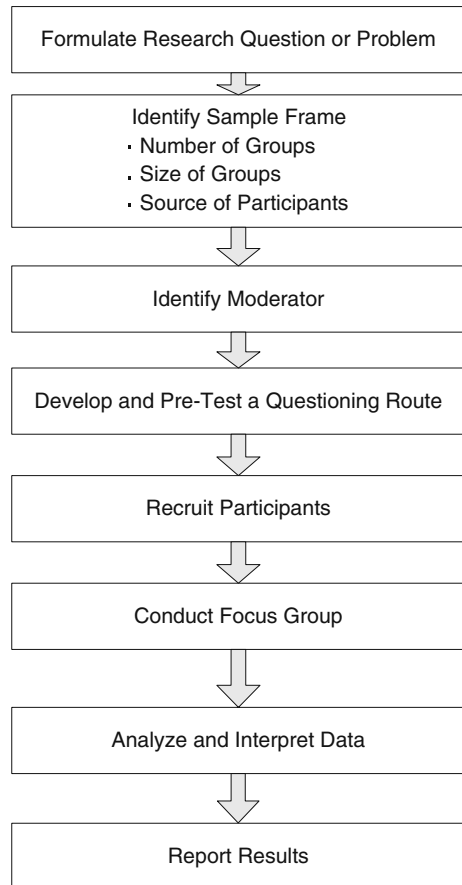 Formulate Research Question or Problem
Identify Sample Frame
· Number of Groups
· Size of Groups
· Source of Participants
Identify Moderator
Develop and Pre-Test a Questioning Route
Recruit Participants
Conduct Focus Group
Analyze and Interpret Data
Report Results